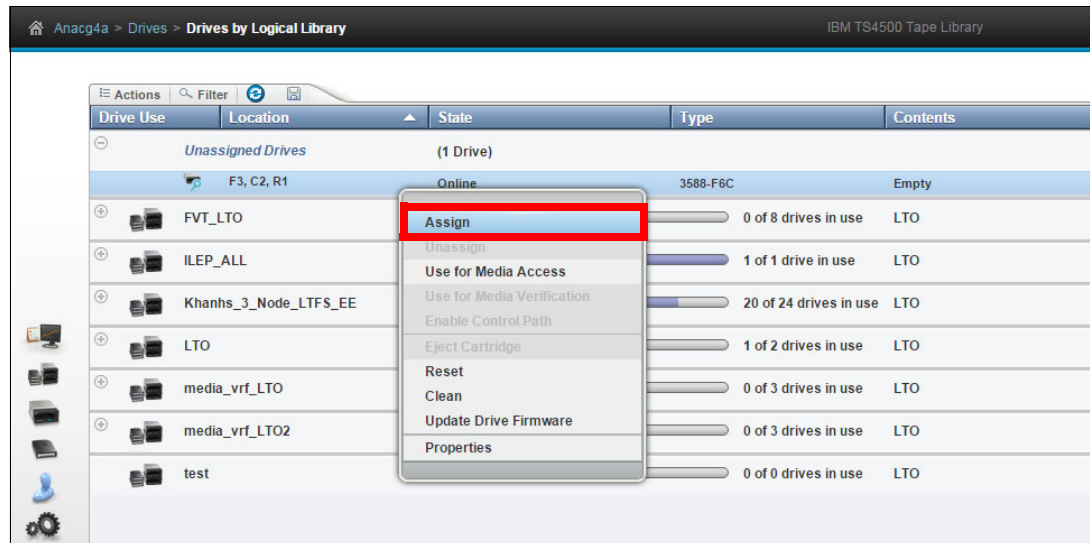 Anacg4a > Drives > Drives by Logical Library IBM TS4500 Tape Library
Actions Filter
Drive Use Location State Type Contents
Unassigned Drives (1 Drive)
F3, C2, R1 Online 3588-F6C Empty
FVT_LTO 0 of 8 drives in use LTO
ILEP_ALL 1 of 1 drive in use LTO
Khanhs_3_Node_LTFS_EE 20 of 24 drives in use LTO
LTO 1 of 2 drives in use LTO
media_vrf_LTO 0 of 3 drives in use LTO
media_vrf_LTO2 0 of 3 drives in use LTO
test 0 of 0 drives in use LTO
Assign
Unassign
Use for Media Access
Use for Media Verification
Enable Control Path
Eject Cartridge
Reset
Clean
Update Drive Firmware
Properties